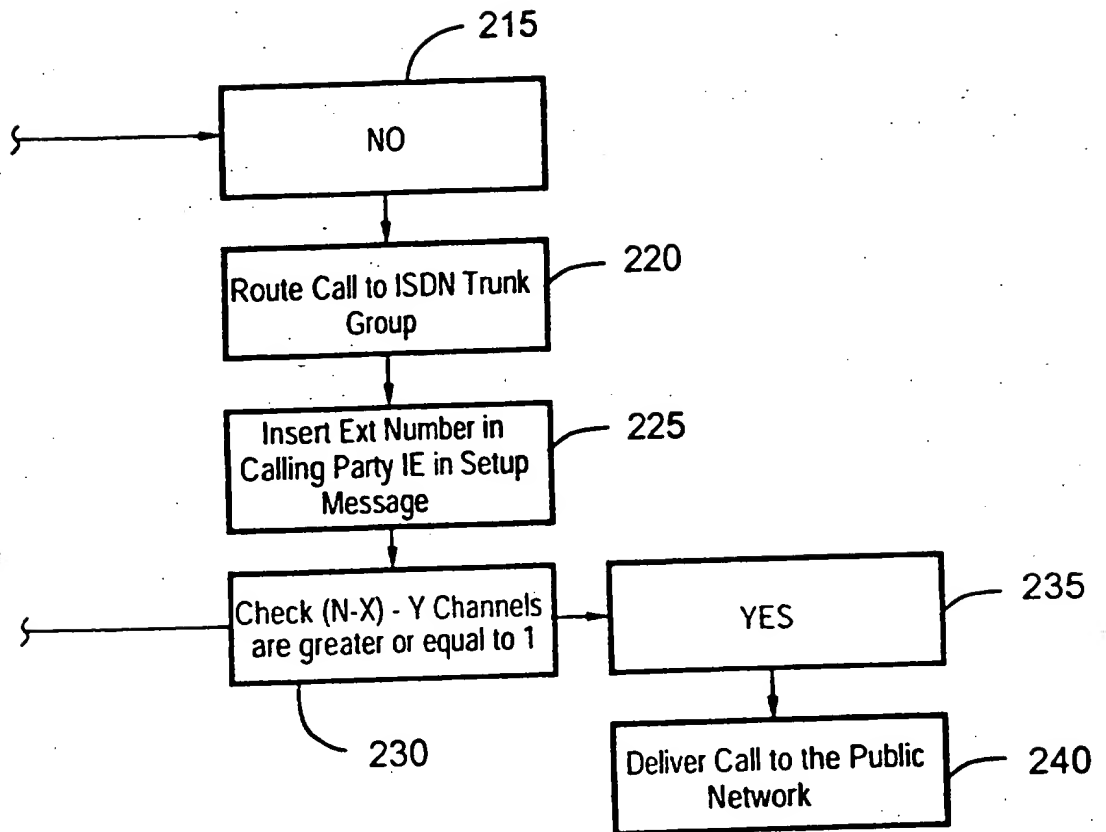 215
NO
220
Route Call to ISDN Trunk
Group
225
Insert Ext Number in
Calling Party IE in Setup
Message
Check (N-X) - Y Channels
are greater or equal to 1
230
YES
235
Deliver Call to the Public
Network
240